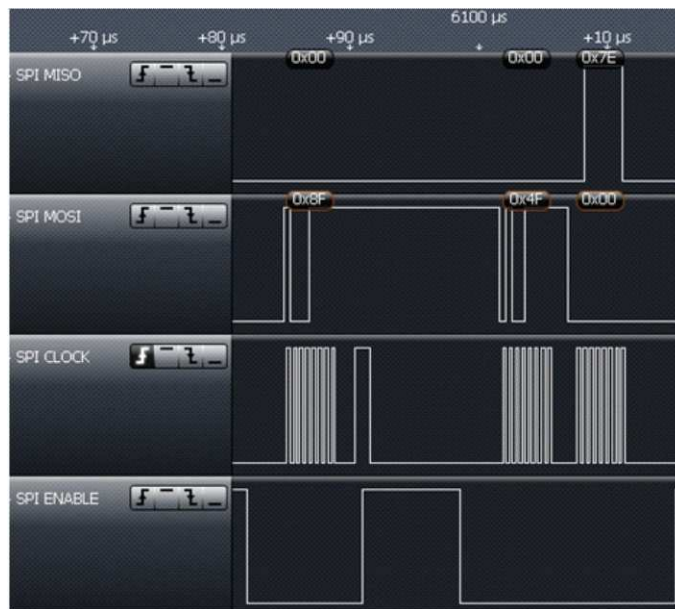 6100 µs
+70 µs +80 µs +90 µs +10 µs
SPI MISO 0x00 0x00 0x7E
SPI MOSI 0x8F 0x4F 0x00
SPI CLOCK
SPI ENABLE